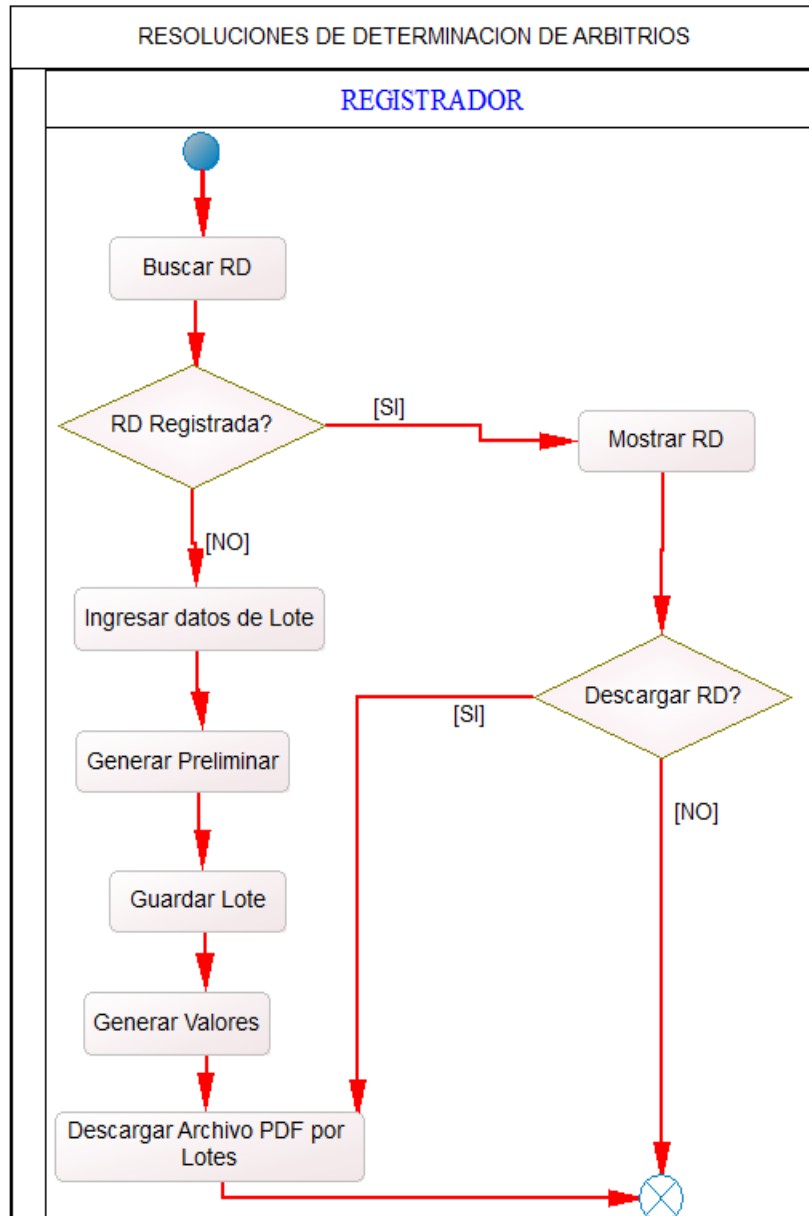 RESOLUCIONES DE DETERMINACION DE ARBITRIOS
REGISTRADOR
Buscar RD
RD Registrada?
[SI]
Mostrar RD
[NO]
Ingresar datos de Lote
Descargar RD?
[SI]
Generar Preliminar
[NO]
Guardar Lote
Generar Valores
Descargar Archivo PDF por
Lotes